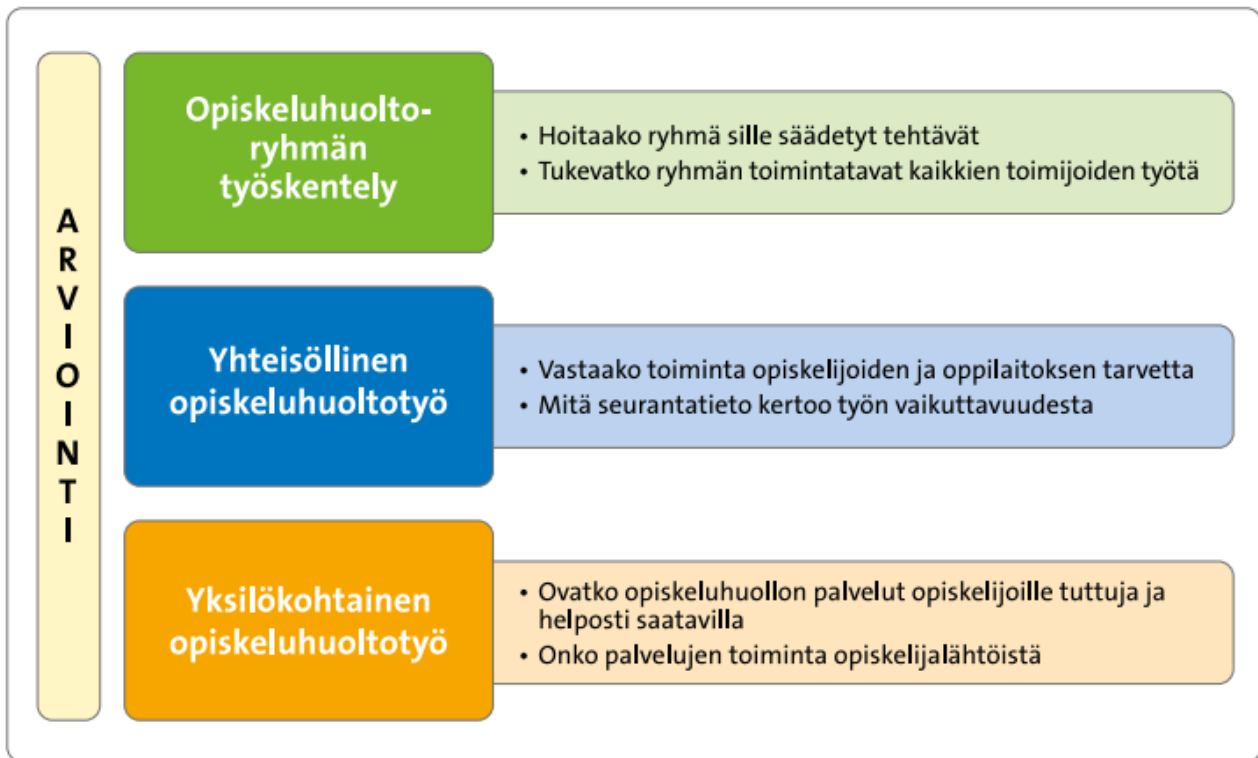 ARVIOINTI
Opiskeluhuolto-
ryhmän
työskentely
• Hoitaako ryhmä sille säädetyt tehtävät
• Tukevatko ryhmän toimintatavat kaikkien toimijoiden työtä
Yhteisöllinen
opiskeluhuoltotyö
• Vastaako toiminta opiskelijoiden ja oppilaitoksen tarvetta
• Mitä seurantatieto kertoo työn vaikuttavuudesta
Yksilökohtainen
opiskeluhuoltotyö
• Ovatko opiskeluhuollon palvelut opiskelijoille tuttuja ja
helposti saatavilla
• Onko palvelujen toiminta opiskelijalähtöistä